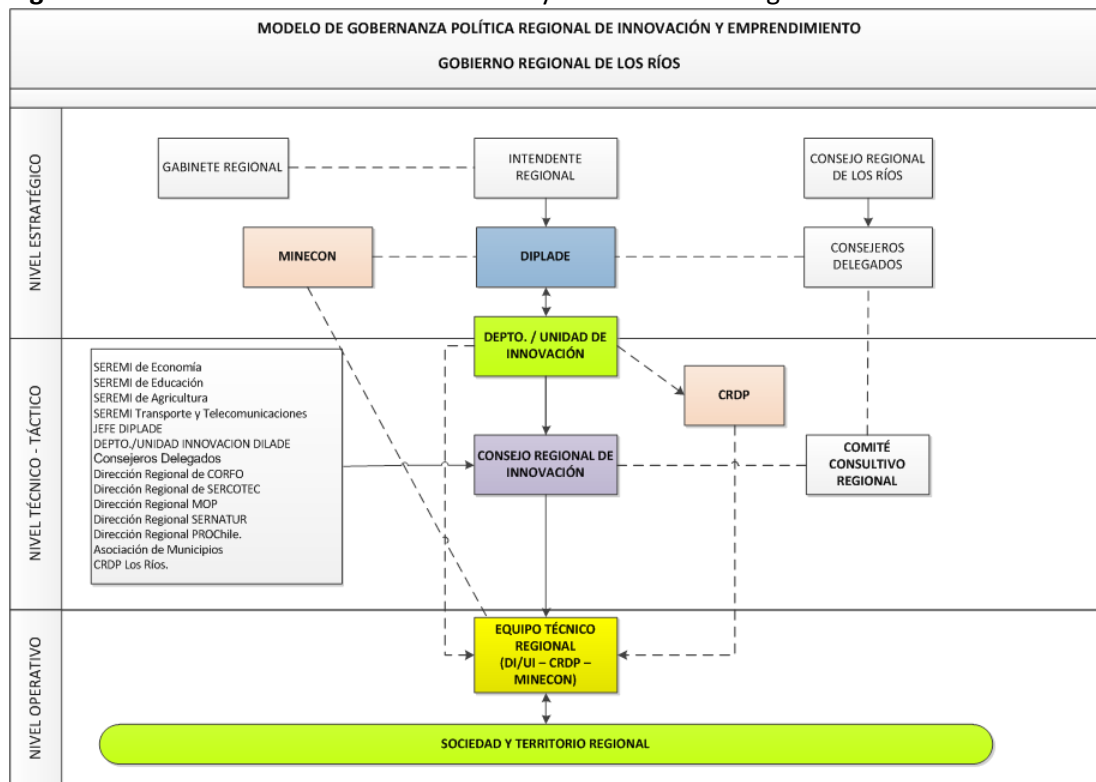 MODELO DE GOBERNANZA POLÍTICA REGIONAL DE INNOVACIÓN Y EMPRENDIMIENTO
GOBIERNO REGIONAL DE LOS RÍOS
NIVEL ESTRATÉGICO
GABINETE REGIONAL
INTENDENTE
REGIONAL
CONSEJO REGIONAL
DE LOS RÍOS
MINECON
DIPLADE
CONSEJEROS
DELEGADOS
DEPTO. / UNIDAD DE
INNOVACIÓN
NIVEL TÉCNICO - TÁCTICO
SEREMI de Economía
SEREMI de Educación
SEREMI de Agricultura
SEREMI Transporte y Telecomunicaciones
JEFE DIPLADE
DEPTO./UNIDAD INNOVACION DILADE
Consejeros Delegados
Dirección Regional de CORFO
Dirección Regional de SERCOTEC
Dirección Regional MOP
Dirección Regional SERNATUR
Dirección Regional PROChile.
Asociación de Municipios
CRDP Los Ríos.
CRDP
CONSEJO REGIONAL DE
INNOVACIÓN
COMITÉ
CONSULTIVO
REGIONAL
NIVEL OPERATIVO
EQUIPO TÉCNICO
REGIONAL
(DI/UI – CRDP –
MINECON)
SOCIEDAD Y TERRITORIO REGIONAL